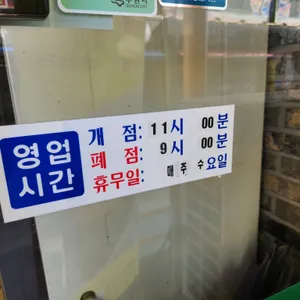 영업
시간
개 점: 11시 00분
폐 점: 9시 00분
휴무일: 매 주 수요일